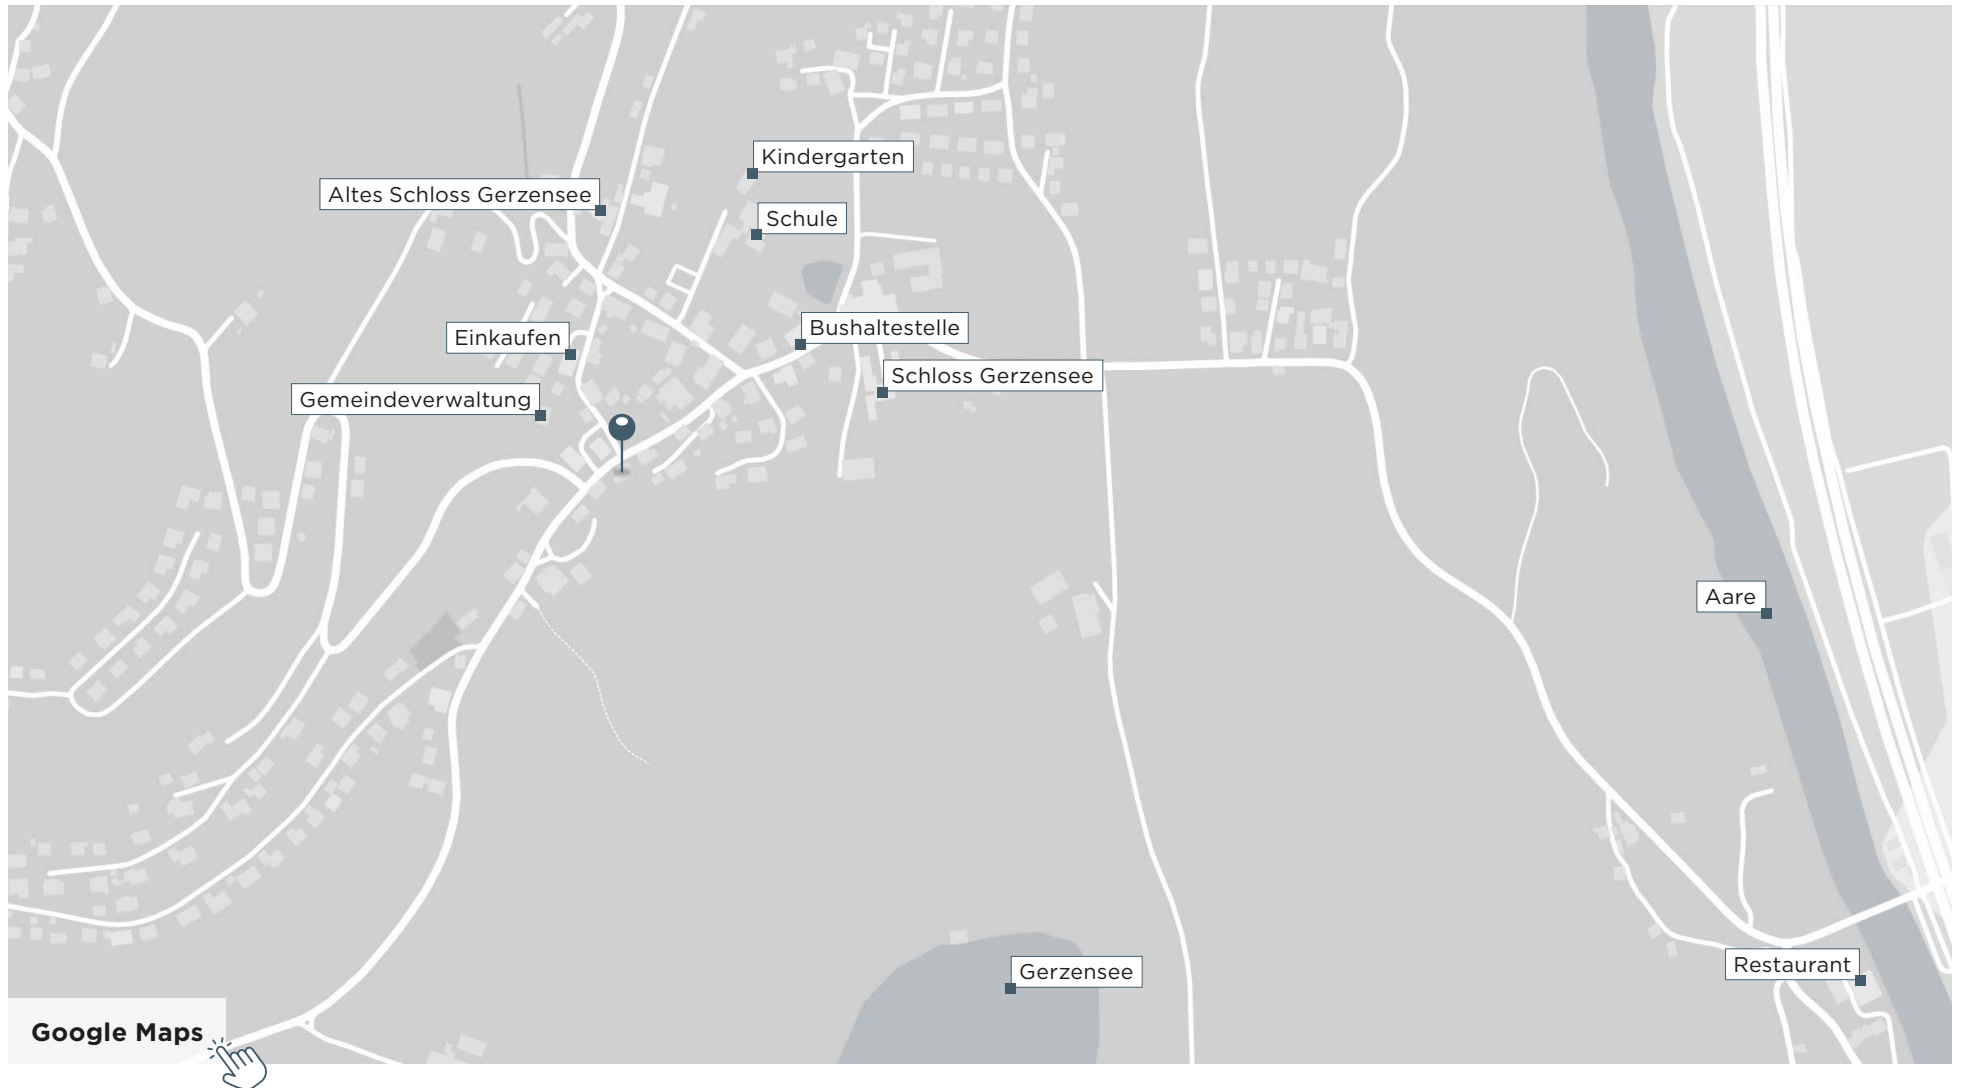 Kindergarten
Altes Schloss Gerzensee
Schule
Bushaltestelle
Einkaufen
Schloss Gerzensee
Gemeindeverwaltung
Aare
Restaurant
Gerzensee
Google Maps